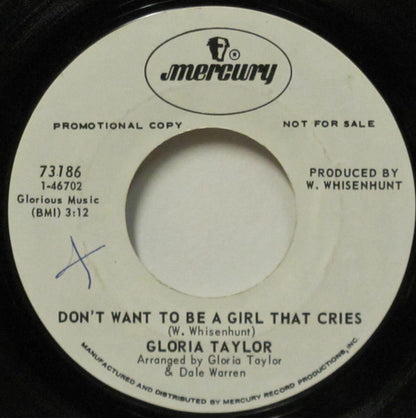 mercury
PROMOTIONAL COPY NOT FOR SALE
73186
1-46702
Glorious Music
(BMI) 3:12
PRODUCED BY
W. WHISENHUNT
DON'T WANT TO BE A GIRL THAT CRIES
(W. Whisenhunt)
GLORIA TAYLOR
Arranged by Gloria Taylor
& Dale Warren
MANUFACTURED AND DISTRIBUTED BY MERCURY RECORD PRODUCTIONS, INC.